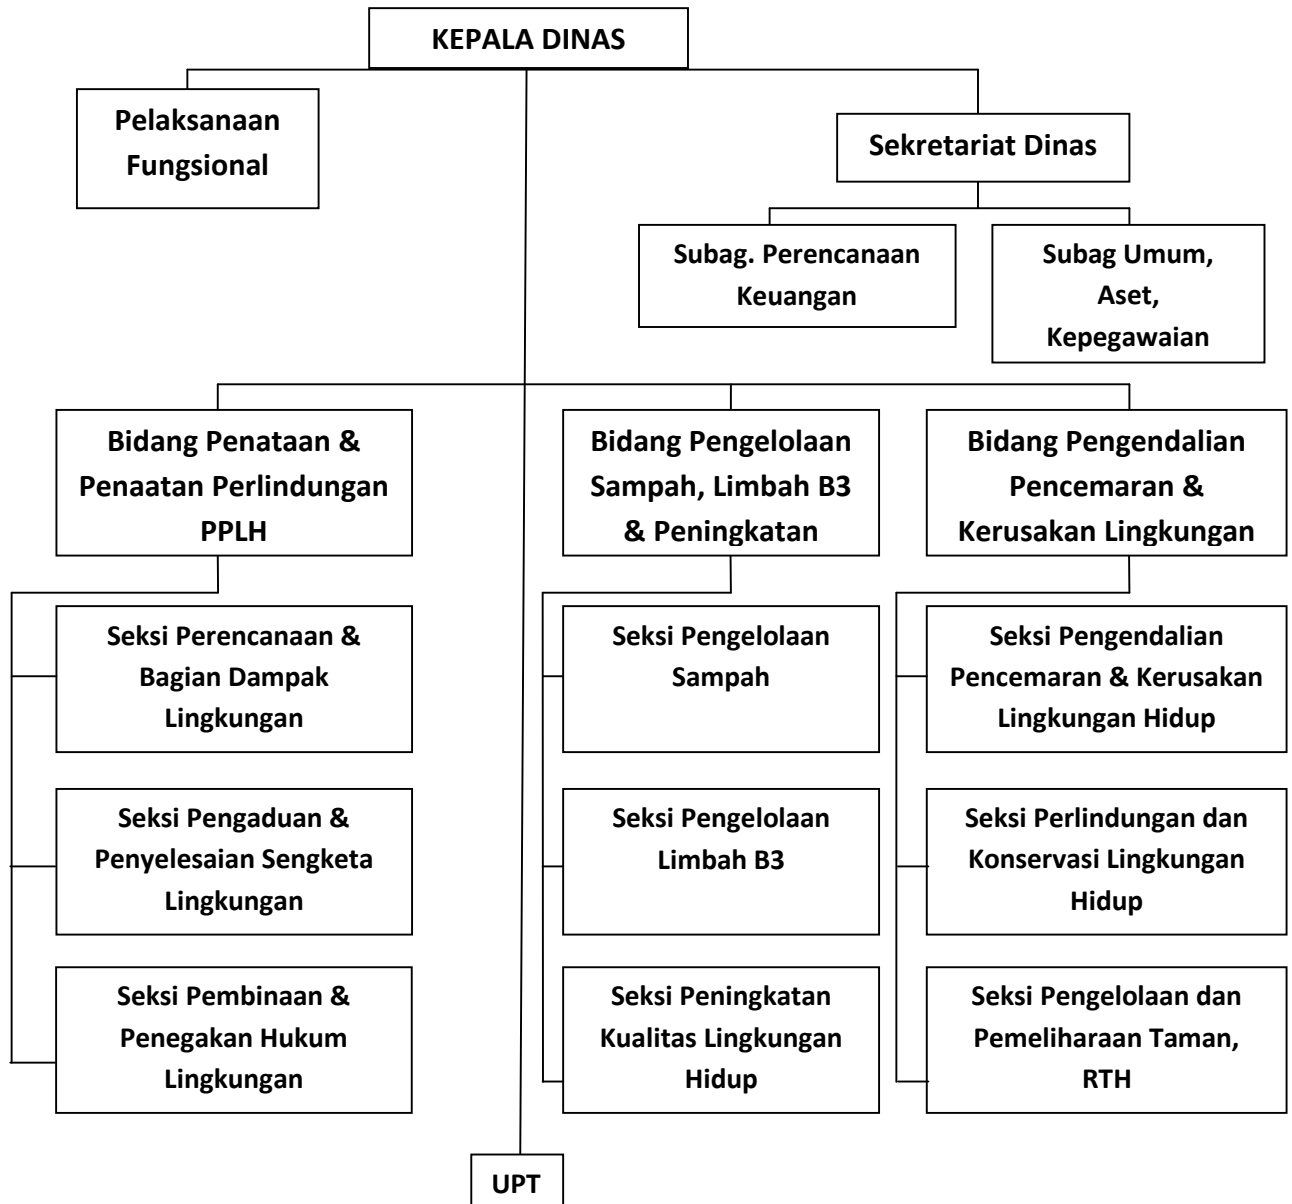 KEPALA DINAS
Pelaksanaan
Fungsional
Sekretariat Dinas
Subag. Perencanaan
Keuangan
Subag Umum,
Aset,
Kepegawaian
Bidang Penataan &
Penaatan Perlindungan
PPLH
Bidang Pengelolaan
Sampah, Limbah B3
& Peningkatan
Bidang Pengendalian
Pencemaran &
Kerusakan Lingkungan
Seksi Perencanaan &
Bagian Dampak
Lingkungan
Seksi Pengelolaan
Sampah
Seksi Pengendalian
Pencemaran & Kerusakan
Lingkungan Hidup
Seksi Pengaduan &
Penyelesaian Sengketa
Lingkungan
Seksi Pengelolaan
Limbah B3
Seksi Perlindungan dan
Konservasi Lingkungan
Hidup
Seksi Pembinaan &
Penegakan Hukum
Lingkungan
Seksi Peningkatan
Kualitas Lingkungan
Hidup
Seksi Pengelolaan dan
Pemeliharaan Taman,
RTH
UPT